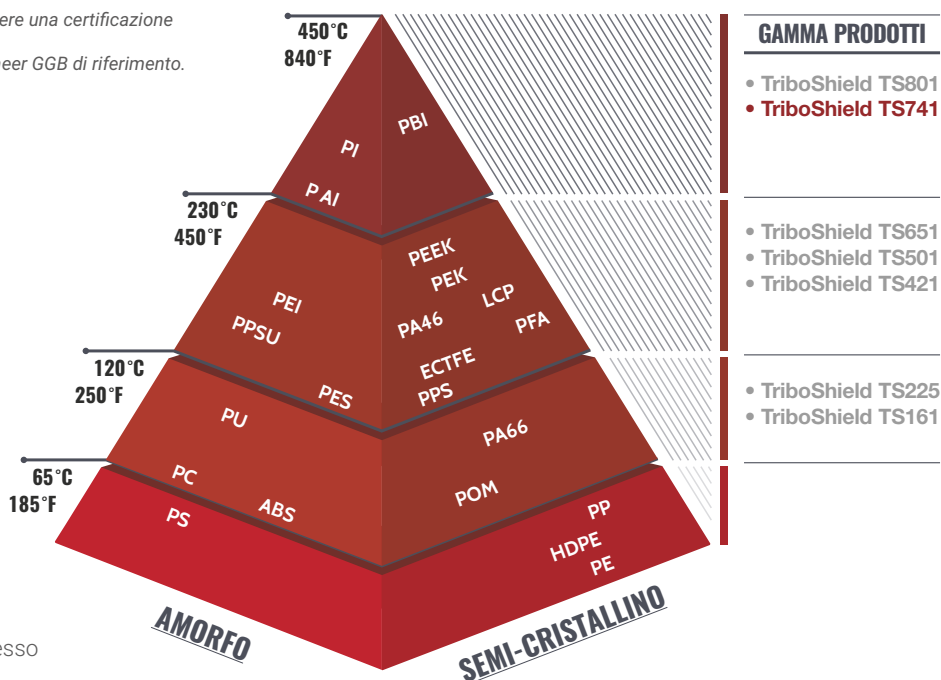 ere una certificazione
eer GGB di riferimento.
450°C
840°F
PBI
PI
P AI
230°C
450°F
PEEK
PEK
LCP
PEI
PA46
PFA
PPSU
ECTFE
PPS
PES
120°C
250°F
PU
PA66
PC
POM
ABS
65°C
185°F
PS
PP
HDPE
PE
AMORFO
SEMI-CRISTALLINO
esso
GAMMA PRODOTTI
• TriboShield TS801
• TriboShield TS741
• TriboShield TS651
• TriboShield TS501
• TriboShield TS421
• TriboShield TS225
• TriboShield TS161